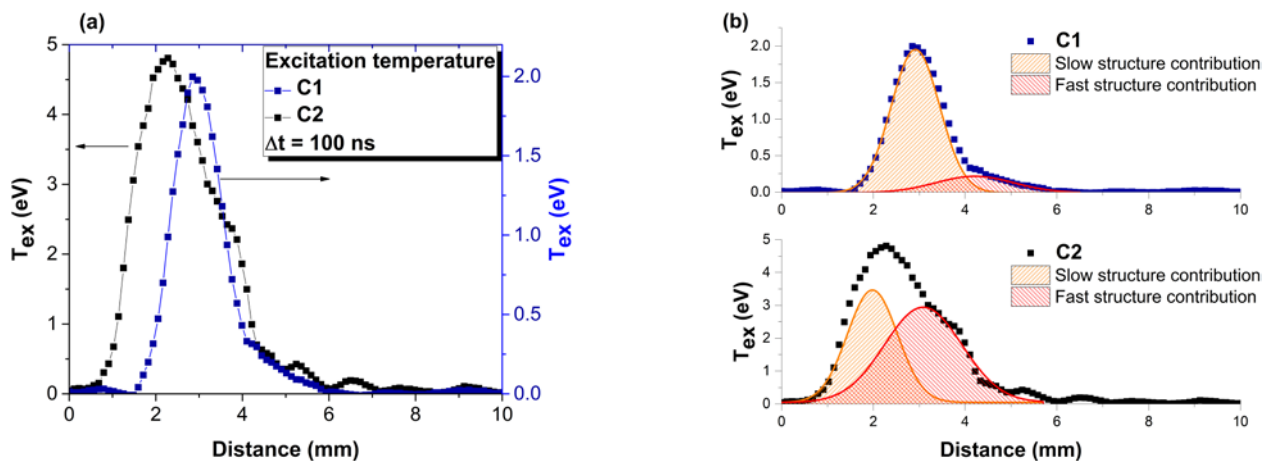 (a)
5
4
3
2
1
0
T_ex (eV)
Excitation temperature
C1
C2
Δt = 100 ns
2.0
1.5
1.0
0.5
0.0
T_ex (eV)
0 2 4 6 8 10
Distance (mm)
(b)
2.0
1.5
1.0
0.5
0.0
T_ex (eV)
C1
Slow structure contribution
Fast structure contribution
0 2 4 6 8 10
5
4
3
2
1
0
T_ex (eV)
C2
Slow structure contribution
Fast structure contribution
0 2 4 6 8 10
Distance (mm)